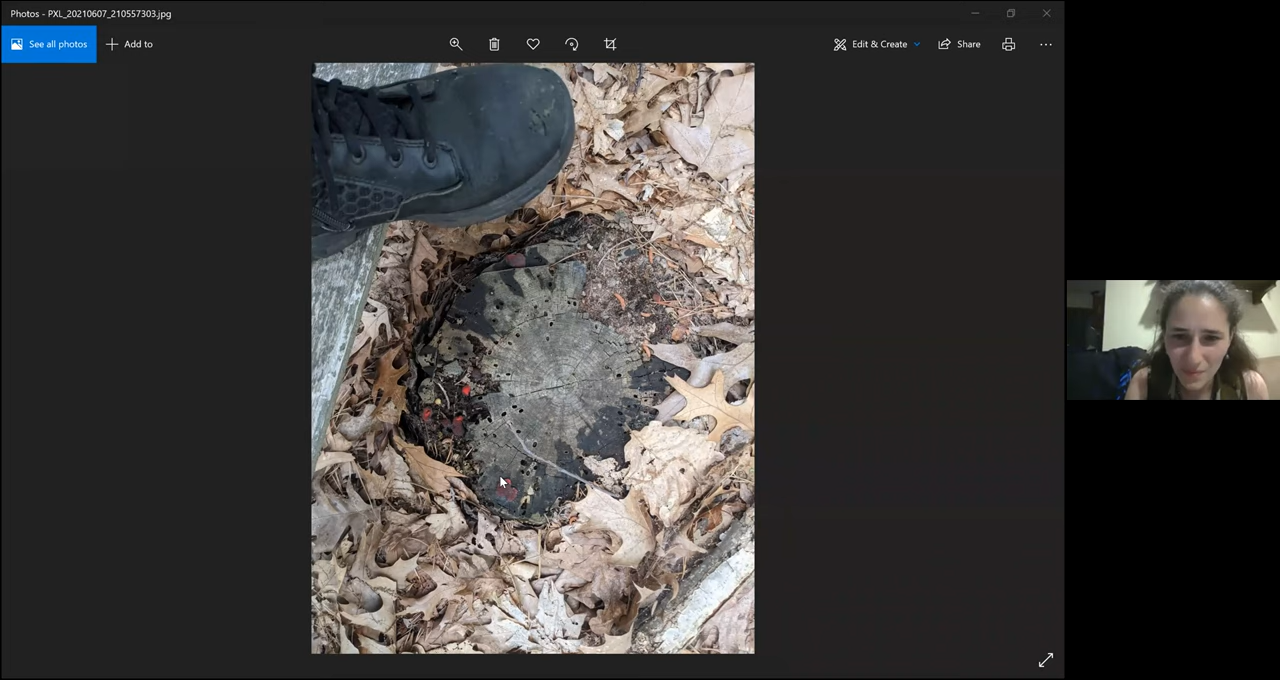 Photos - PXL_20210607_210557303.jpg
See all photos
Add to
Edit & Create
Share